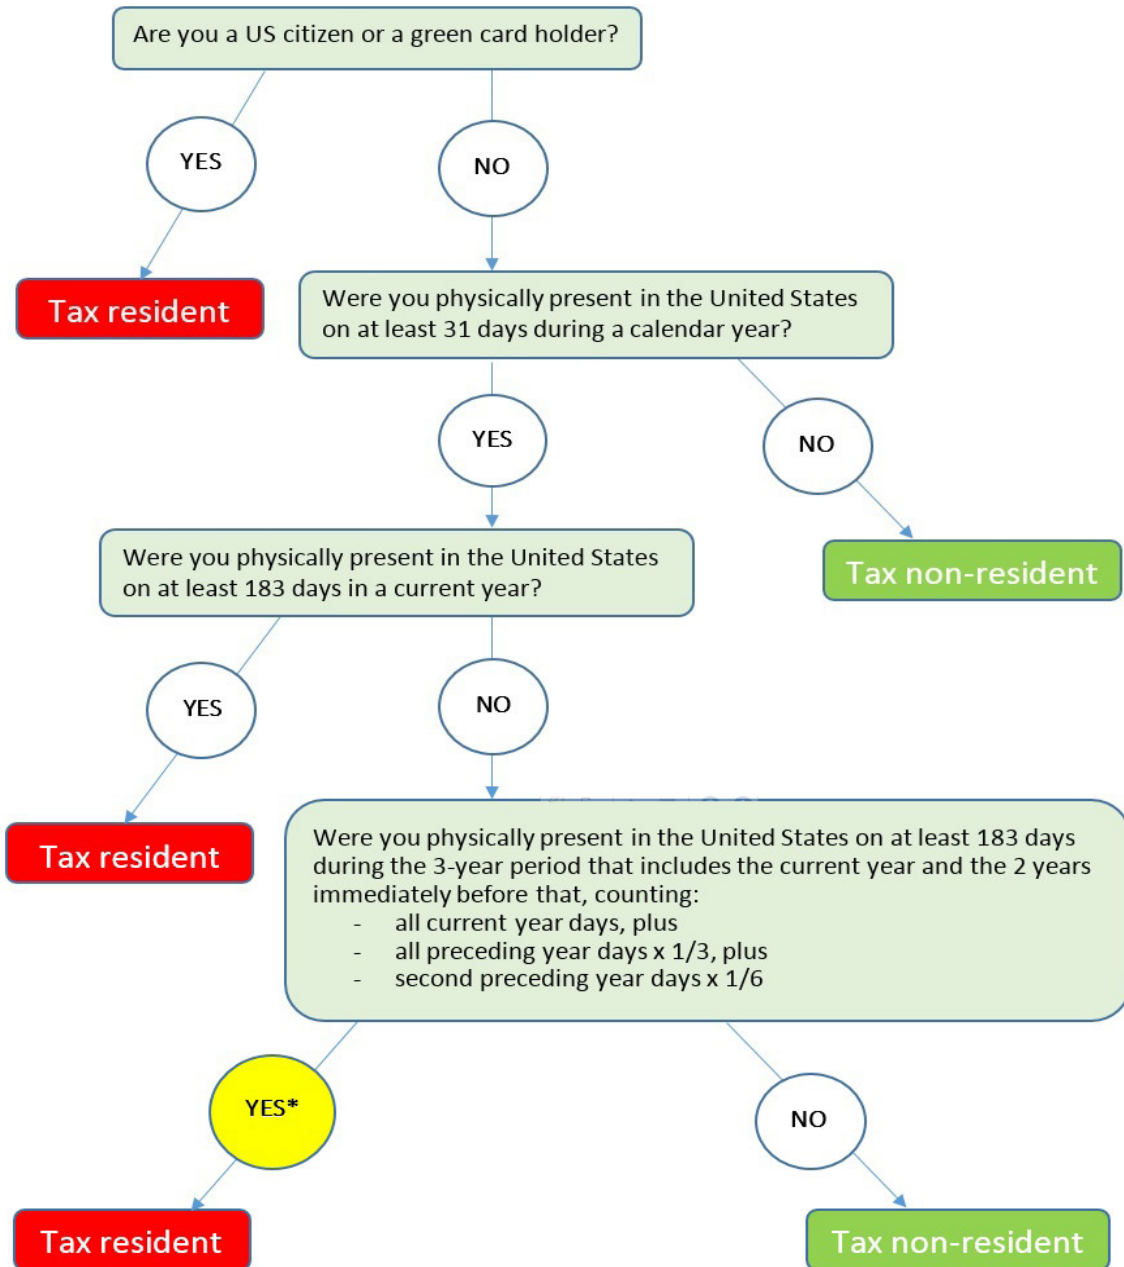 Are you a US citizen or a green card holder?
YES
NO
Tax resident
Were you physically present in the United States
on at least 31 days during a calendar year?
YES
NO
Were you physically present in the United States
on at least 183 days in a current year?
Tax non-resident
YES
NO
Tax resident
Were you physically present in the United States on at least 183 days
during the 3-year period that includes the current year and the 2 years
immediately before that, counting:
- all current year days, plus
- all preceding year days x 1/3, plus
- second preceding year days x 1/6
YES*
NO
Tax resident
Tax non-resident